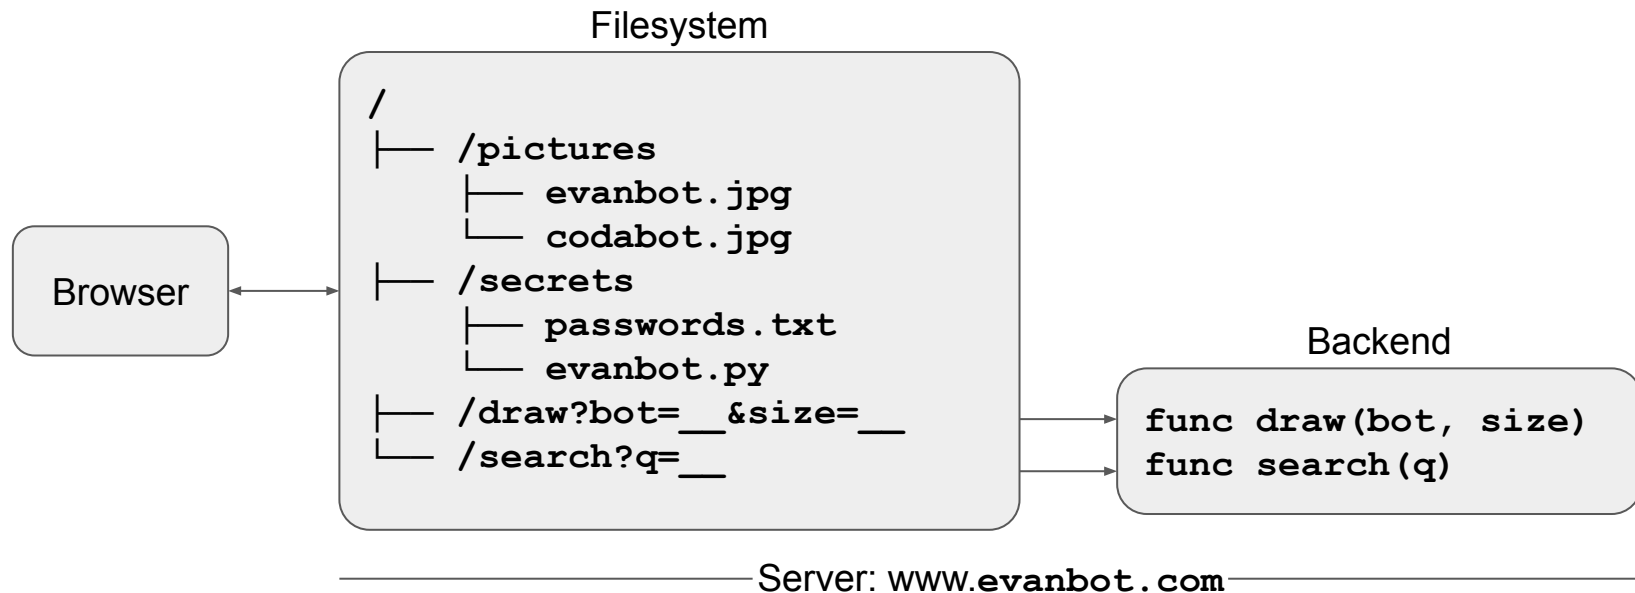 Filesystem
/
├── /pictures
├── evanbot.jpg
└── codabot.jpg
├── /secrets
├── passwords.txt
└── evanbot.py
├── /draw?bot=__&size=__
└── /search?q=__
Browser
Backend
func draw(bot, size)
func search(q)
Server: www.evanbot.com